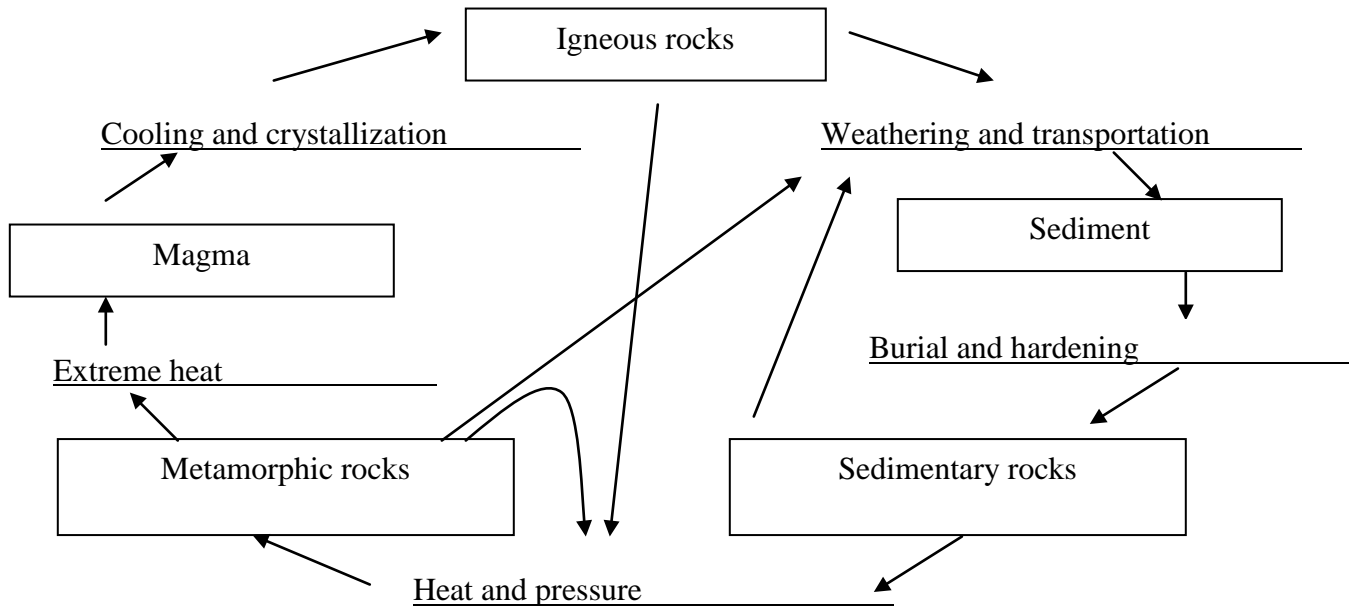 Igneous rocks
Cooling and crystallization
Weathering and transportation
Magma
Sediment
Extreme heat
Burial and hardening
Metamorphic rocks
Sedimentary rocks
Heat and pressure